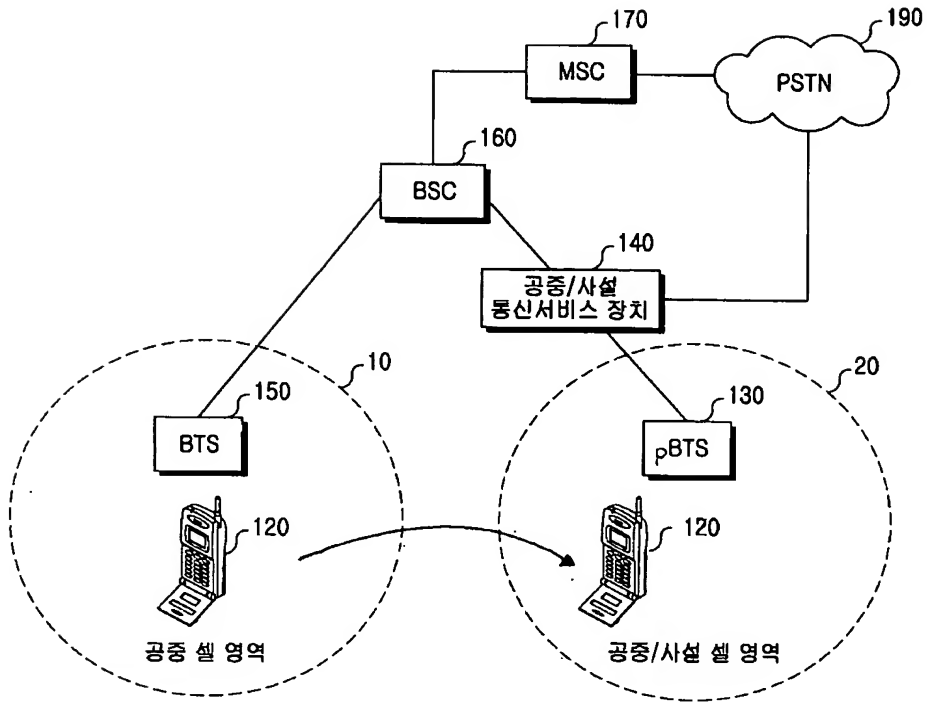 190
170
MSC
PSTN
160
BSC
140
공중/사설
통신서비스 장치
10
20
150
130
BTS
pBTS
120
120
공중 셀 영역
공중/사설 셀 영역